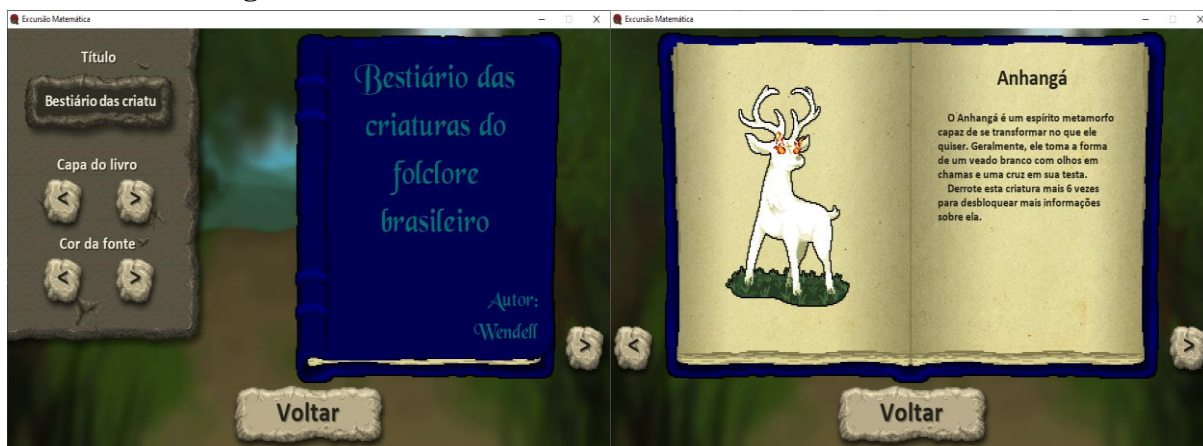 Excursão Matemática
Título
Bestiário das criatu
Capa do livro
< >
Cor da fonte
< >
Bestiário das
criaturas do
folclore
brasileiro
Autor:
Wendell
>
Voltar
Excursão Matemática
Anhangá
O Anhangá é um espírito metamorfo
capaz de se transformar no que ele
quiser. Geralmente, ele toma a forma
de um veado branco com olhos em
chamas e uma cruz em sua testa.
Derrote esta criatura mais 6 vezes
para desbloquear mais informações
sobre ela.
< >
Voltar